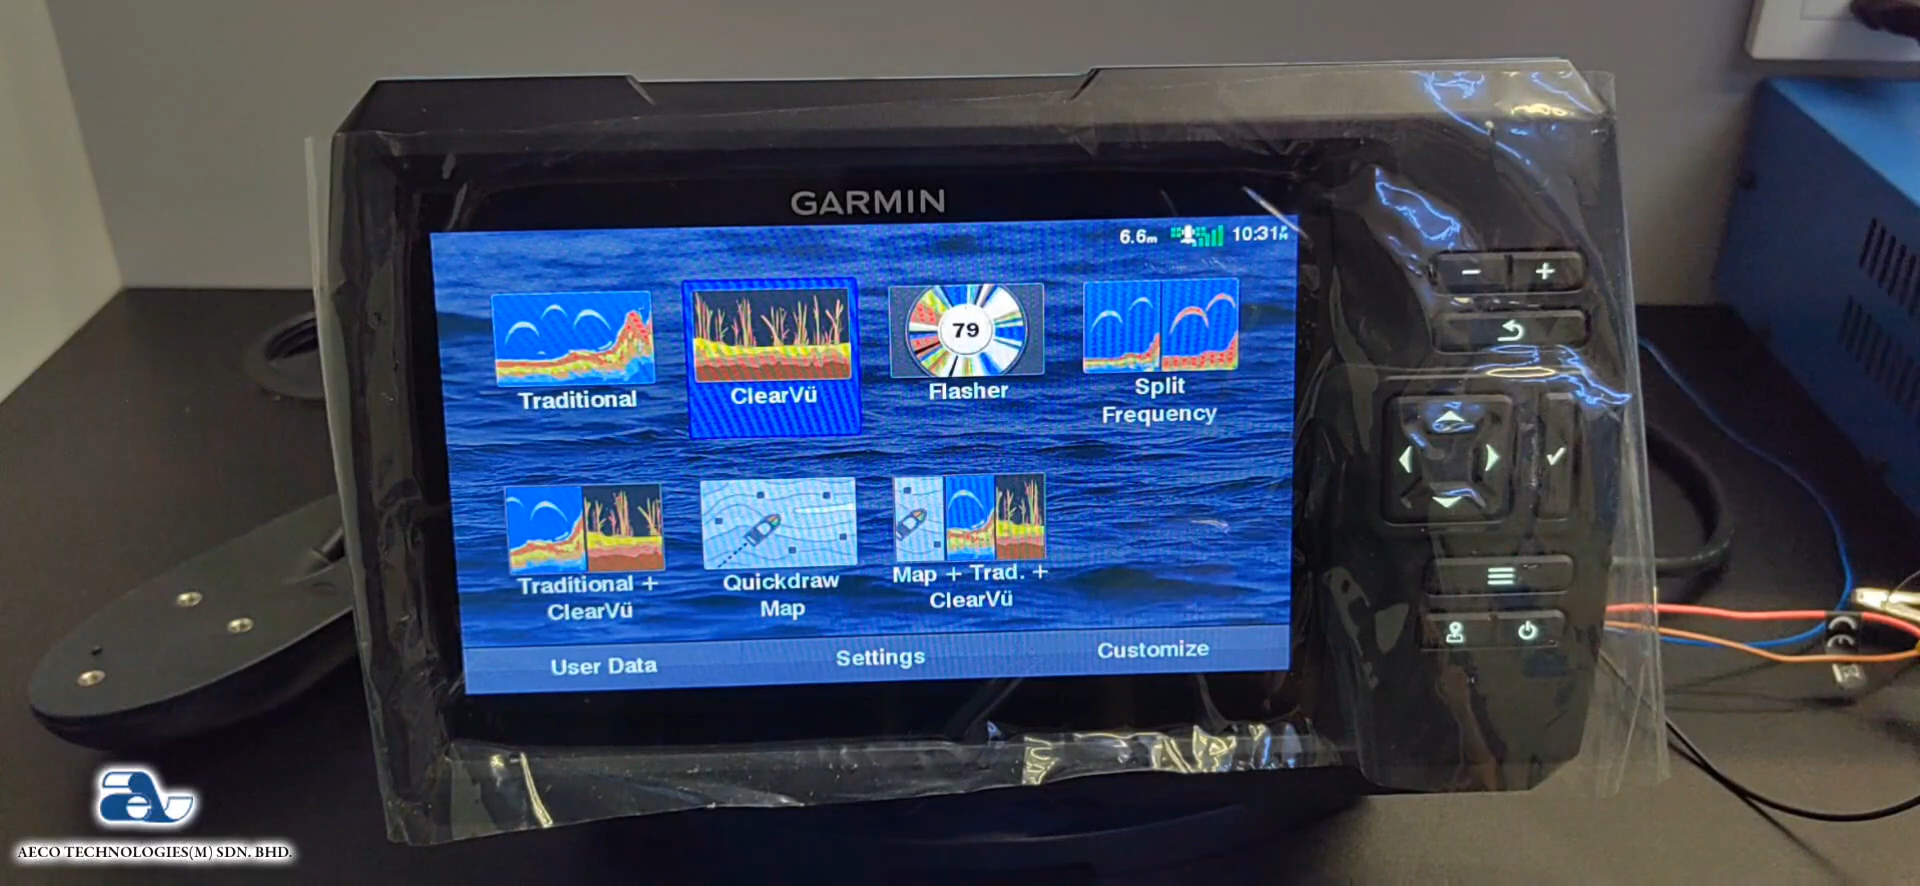 GARMIN
6.6m 10:31
Traditional
ClearVü
79
Flasher
Split
Frequency
Traditional +
ClearVü
Quickdraw
Map
Map + Trad. +
ClearVü
User Data
Settings
Customize
AECO TECHNOLOGIES(M) SDN. BHD.